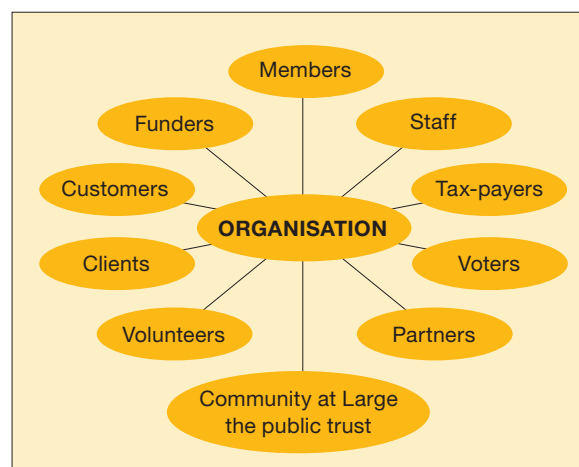 Members
Funders
Staff
Customers
Tax-payers
ORGANISATION
Clients
Voters
Volunteers
Partners
Community at Large
the public trust